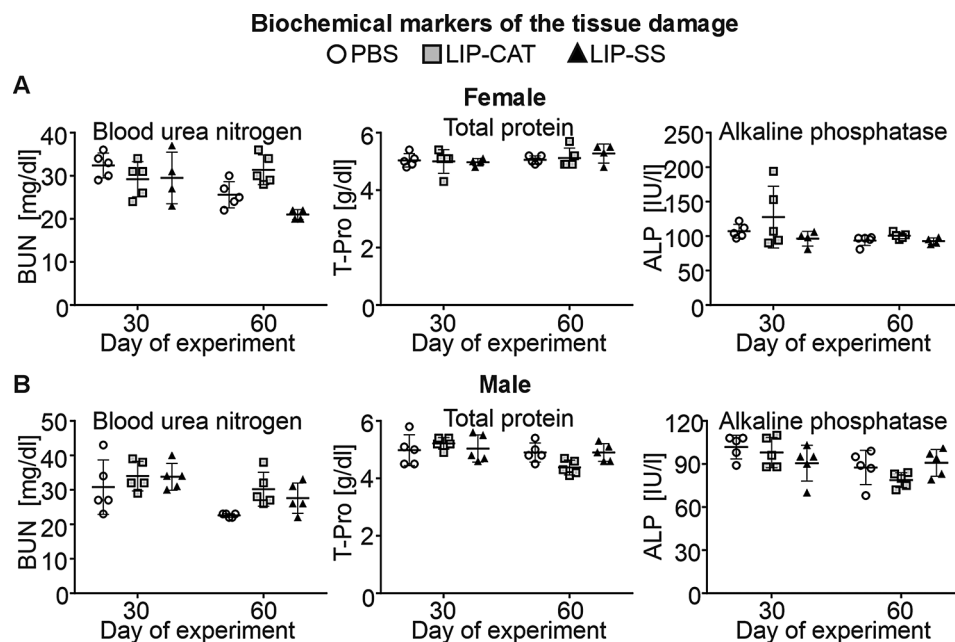 Biochemical markers of the tissue damage
PBS LIP-CAT LIP-SS
A
Female
Blood urea nitrogen
BUN [mg/dl]
40
30
20
10
0
30 60
Day of experiment
Total protein
T-Pro [g/dl]
6
4
2
0
30 60
Day of experiment
Alkaline phosphatase
ALP [IU/l]
250
200
150
100
50
0
30 60
Day of experiment
B
Male
Blood urea nitrogen
BUN [mg/dl]
50
40
30
20
10
0
30 60
Day of experiment
Total protein
T-Pro [g/dl]
6
4
2
0
30 60
Day of experiment
Alkaline phosphatase
ALP [IU/l]
120
90
60
30
0
30 60
Day of experiment